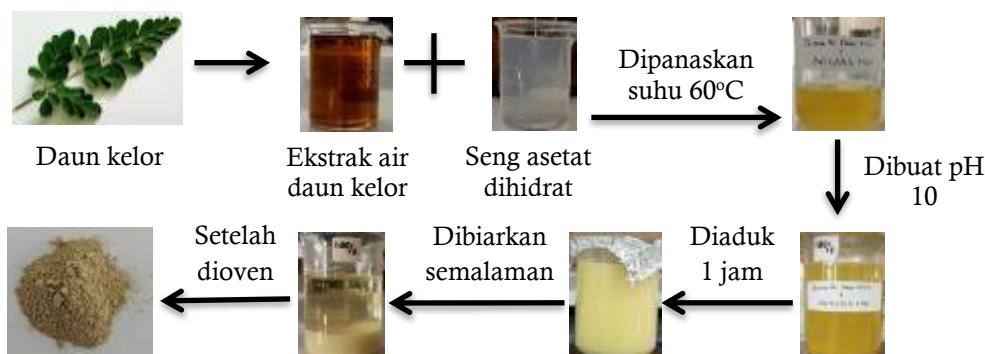 Dipanaskan
suhu 60°C
Daun kelor
Ekstrak air
daun kelor
Seng asetat
dihidrat
Dibuat pH
10
Setelah
dioven
Dibiarkan
semalaman
Diaduk
1 jam